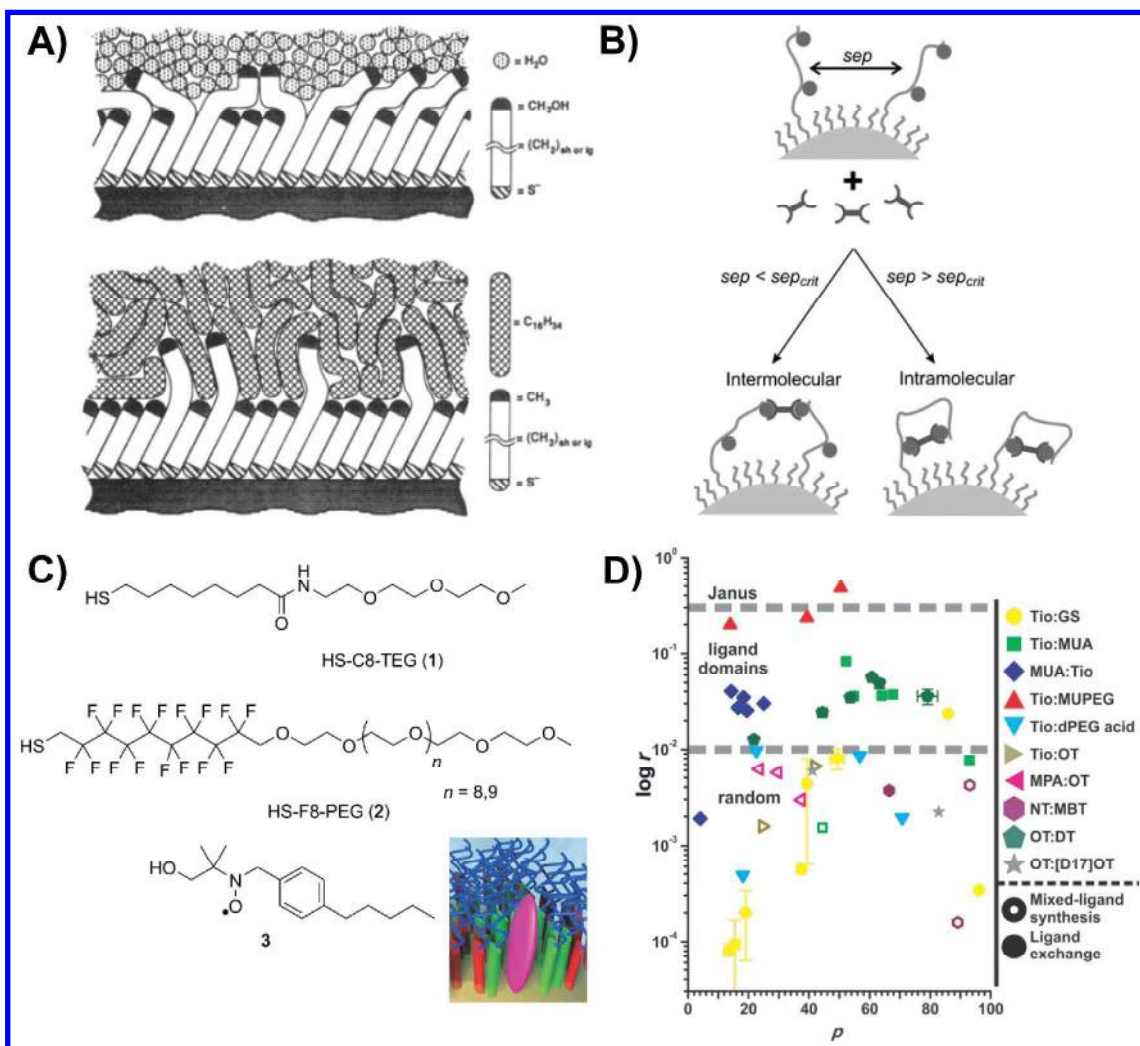 A)
= H₂O
= CH₂OH
= (CH₂)sh or lg
= S⁻
= C₁₆H₃₄
= CH₃
= (CH₂)sh or lg
= S⁻
B)
sep
+
sep < sepcrit
sep > sepcrit
Intermolecular
Intramolecular
C)
HS
O
N
H
O
O
O
HS-C8-TEG (1)
F F F F F F F F
HS
F F F F F F F F
O
O
O
n
O
O
HS-F8-PEG (2)
n = 8,9
HO
N
O•
3
D)
log r
10⁰
10⁻¹
10⁻²
10⁻³
10⁻⁴
Janus
ligand
domains
random
0 20 40 60 80 100
p
Tio:GS
Tio:MUA
MUA:Tio
Tio:MUPEG
Tio:dPEG acid
Tio:OT
MPA:OT
NT:MBT
OT:DT
OT:[D17]OT
Mixed-ligand
synthesis
Ligand
exchange